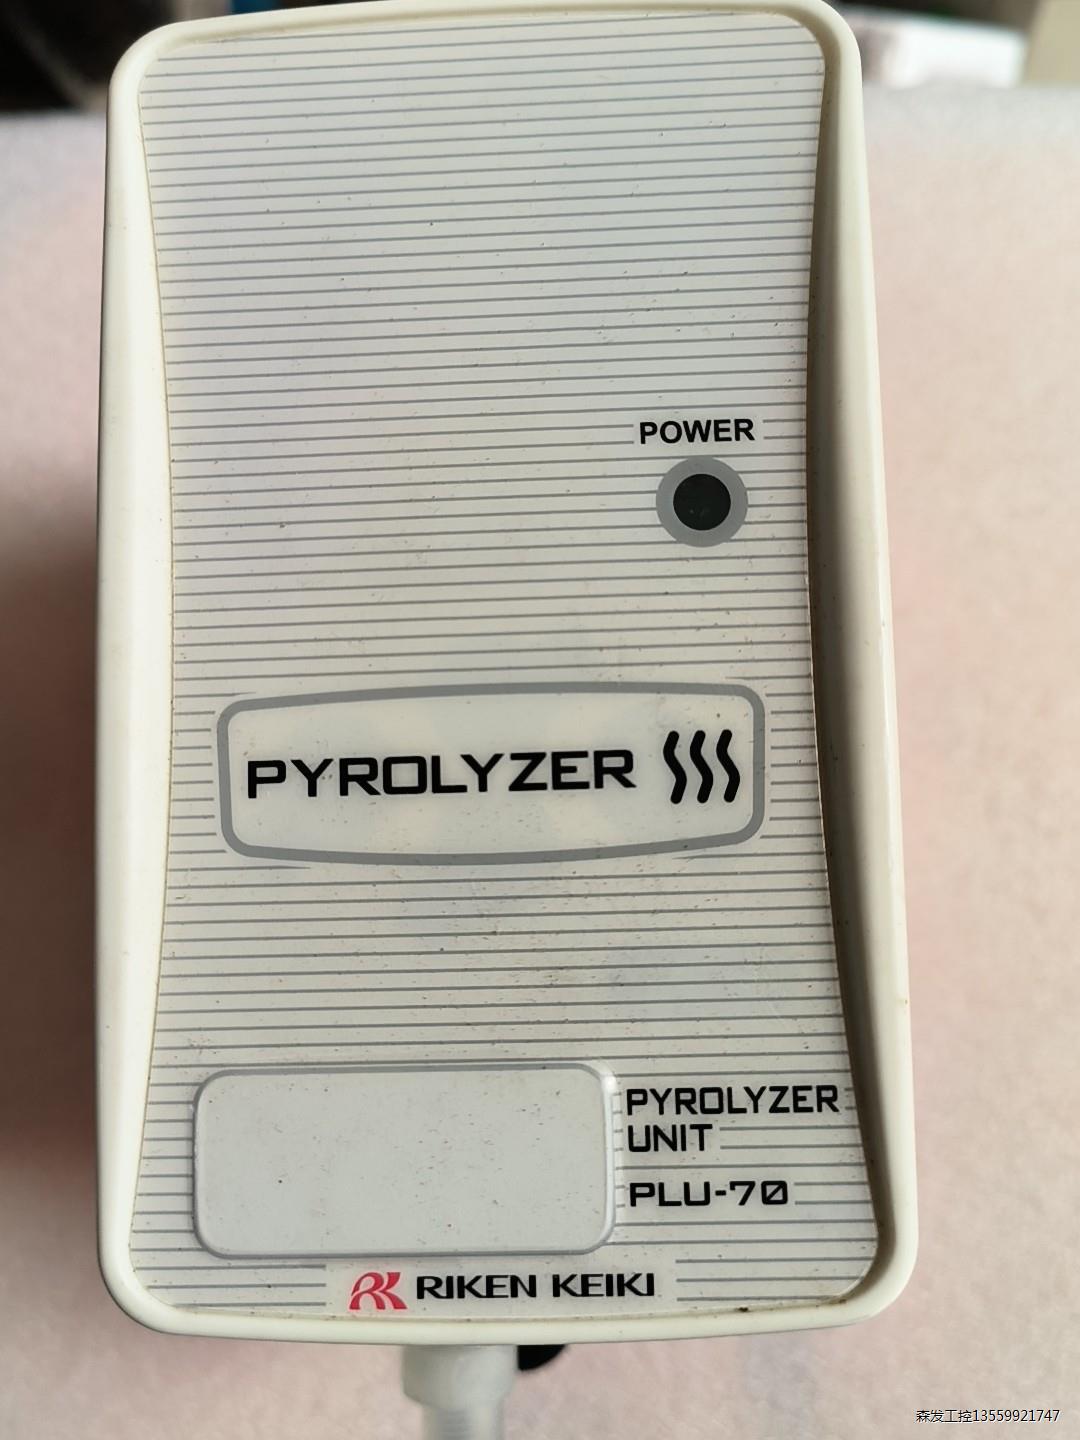 POWER
PYROLYZER
PYROLYZER
UNIT
PLU-70
RIKEN KEIKI
森发工控13559921747